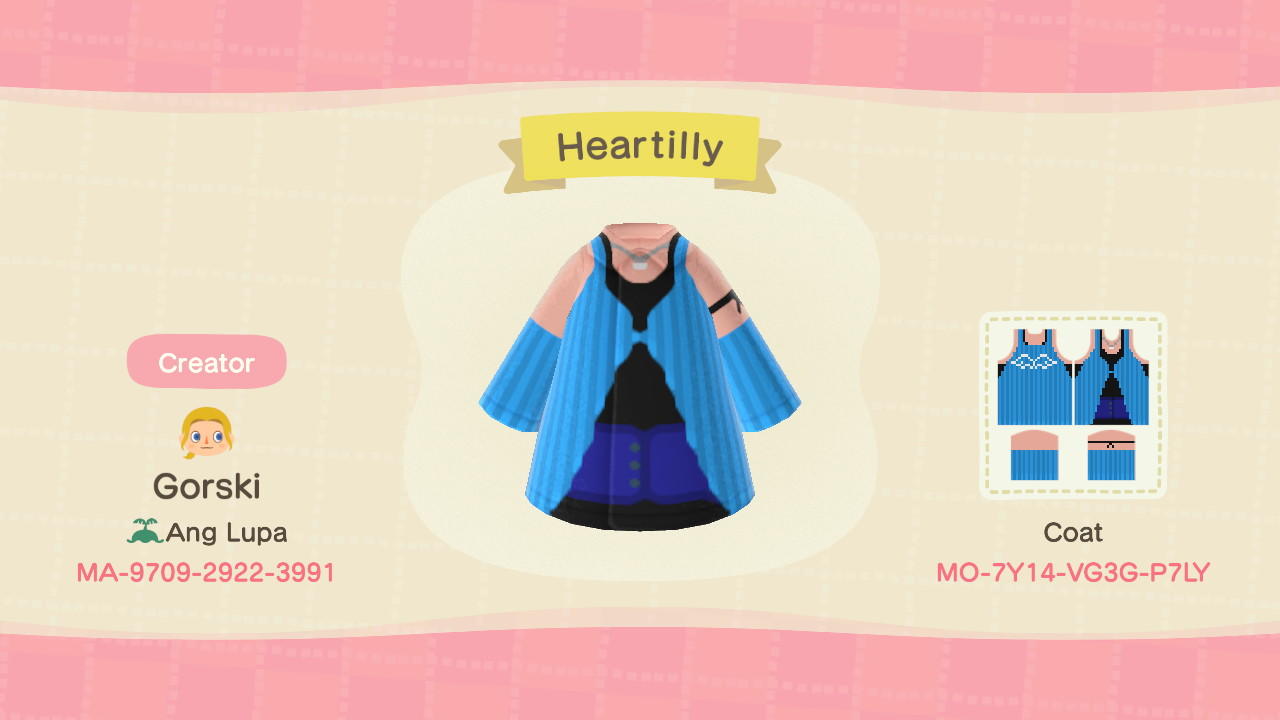 Heartilly
Creator
Gorski
Ang Lupa
MA-9709-2922-3991
Coat
MO-7Y14-VG3G-P7LY